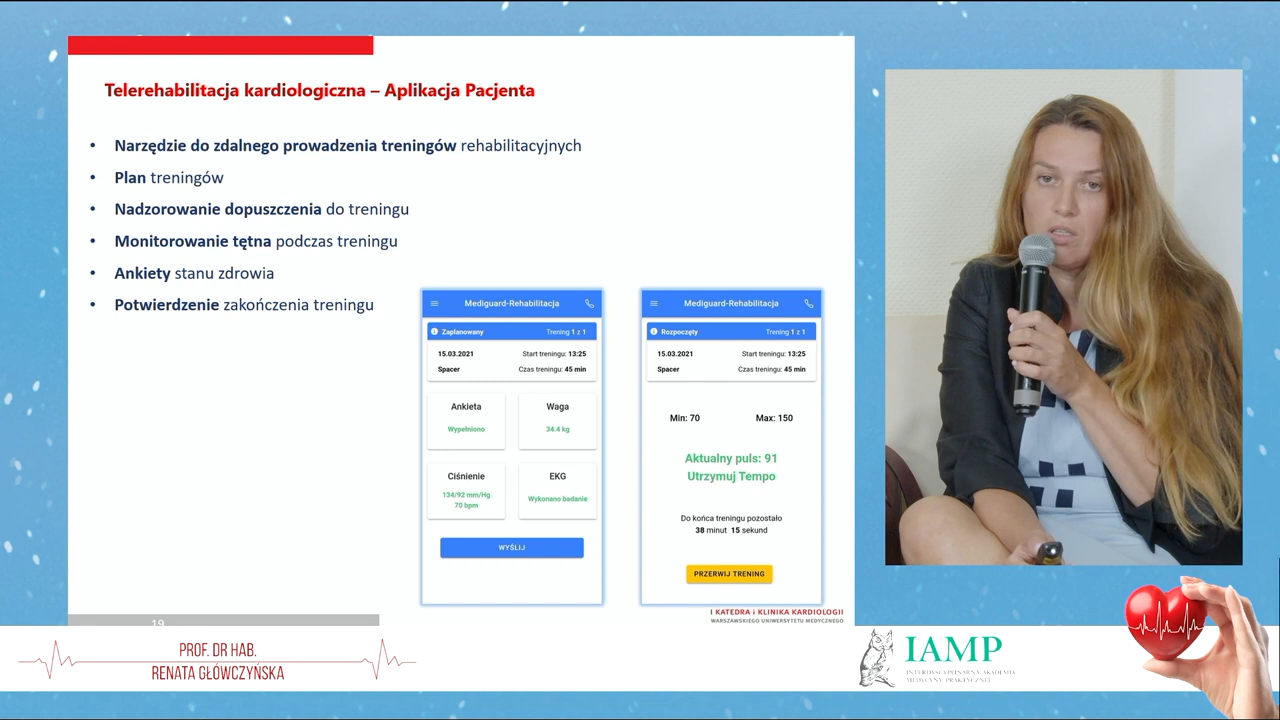 Telerehabilitacja kardiologiczna – Aplikacja Pacjenta
• Narzędzie do zdalnego prowadzenia treningów rehabilitacyjnych
• Plan treningów
• Nadzorowanie dopuszczenia do treningu
• Monitorowanie tętna podczas treningu
• Ankiety stanu zdrowia
• Potwierdzenie zakończenia treningu
Mediguard-Rehabilitacja
Zaplanowany Trening 1 z 1
15.03.2021 Start treningu: 13:25
Spacer Czas treningu: 45 min
Ankieta Waga
Wypełniono 34.4 kg
Ciśnienie EKG
134/92 mm/Hg
70 bpm
Wykonano badanie
WYŚLIJ
Mediguard-Rehabilitacja
Rozpoczęty Trening 1 z 1
15.03.2021 Start treningu: 13:25
Spacer Czas treningu: 45 min
Min: 70 Max: 150
Aktualny puls: 91
Utrzymuj Tempo
Do końca treningu pozostało
38 minut 15 sekund
PRZERWIJ TRENING
I KATEDRA i KLINIKA KARDIOLOGII
WARSZAWSKIEGO UNIWERSYTETU MEDYCZNEGO
19
PROF. DR HAB.
RENATA GŁÓWCZYŃSKA
IAMP
INTERDYSCYPLINARNA AKADEMIA
MEDYCYNY PRAKTYCZNEJ